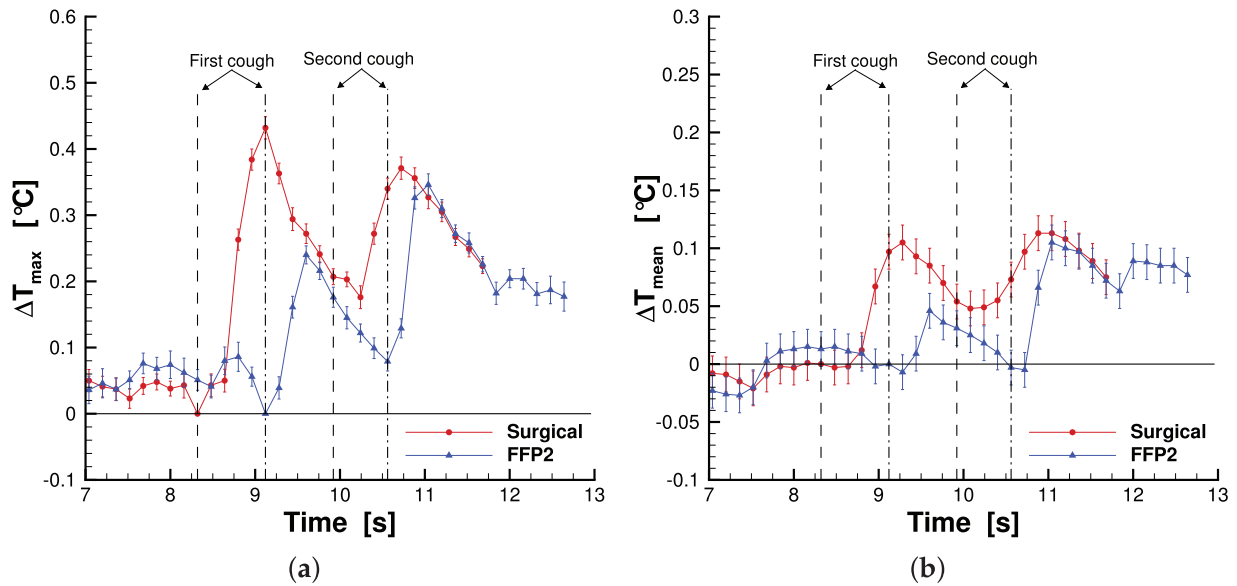 0.6
0.5
0.4
0.3
0.2
0.1
0
-0.1
ΔTmax [°C]
First cough
Second cough
Surgical
FFP2
7 8 9 10 11 12 13
Time [s]
(a)
0.3
0.25
0.2
0.15
0.1
0.05
0
-0.05
-0.1
ΔTmean [°C]
First cough
Second cough
Surgical
FFP2
7 8 9 10 11 12 13
Time [s]
(b)